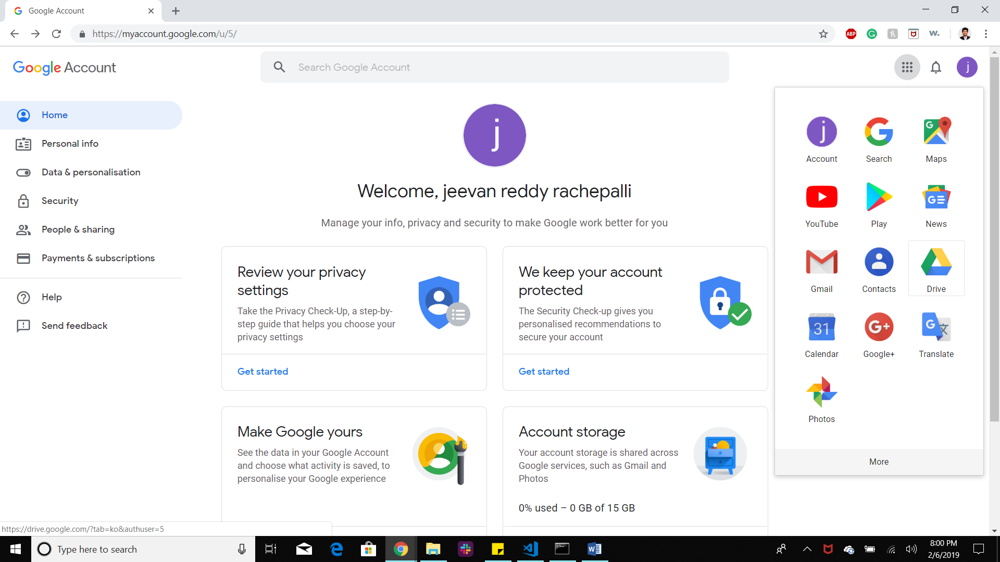 Google Account
https://myaccount.google.com/u/5/
ABP
Google Account
Search Google Account
j
Home
Personal info
Data & personalisation
Security
People & sharing
Payments & subscriptions
Help
Send feedback
j
Welcome, jeevan reddy rachepalli
Manage your info, privacy and security to make Google work better for you
Review your privacy
settings
Take the Privacy Check-Up, a step-by-
step guide that helps you choose your
privacy settings
Get started
We keep your account
protected
The Security Check-up gives you
personalised recommendations to
secure your account
Get started
Make Google yours
See the data in your Google Account
and choose what activity is saved, to
personalise your Google experience
Account storage
Your account storage is shared across
Google services, such as Gmail and
Photos
0% used – 0 GB of 15 GB
j
Account
Search
Maps
YouTube
Play
News
Gmail
Contacts
Drive
31
Calendar
G+
Google+
Translate
Photos
More
https://drive.google.com/?tab=ko&authuser=5
Type here to search
8:00 PM
2/6/2019